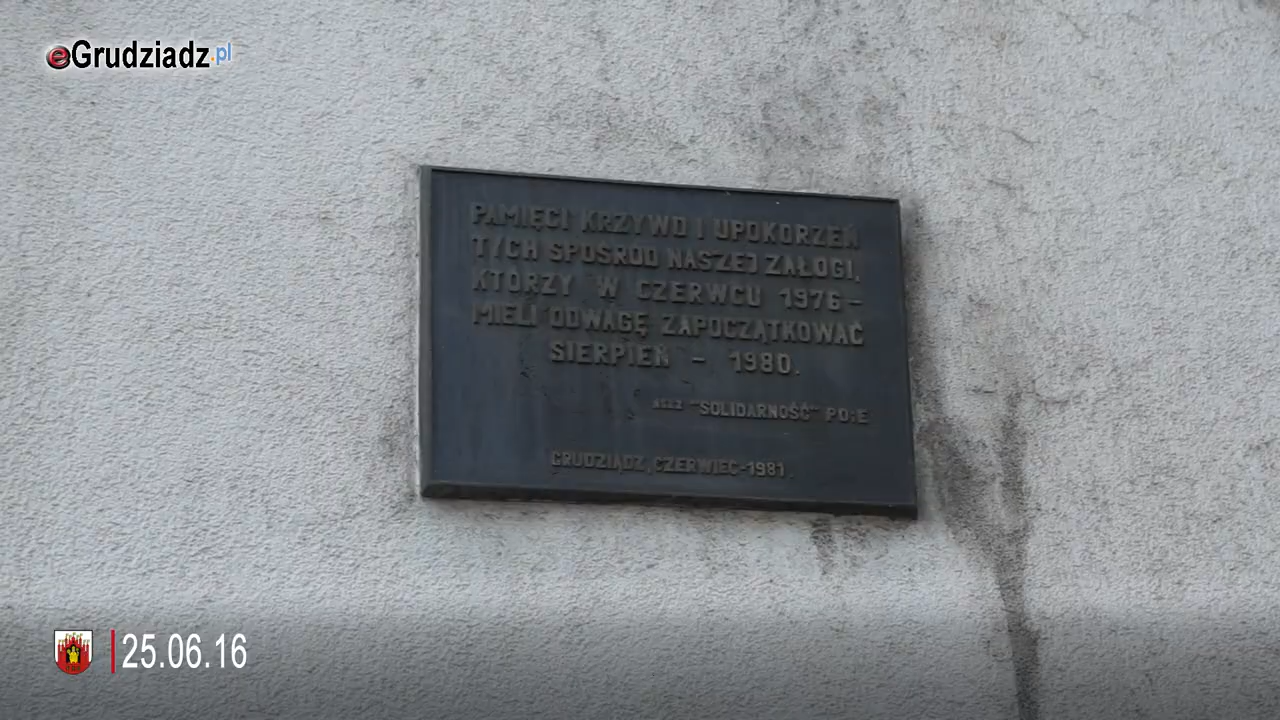 eGrudziadz.pl
PAMIĘCI KRZYWD I UPOKORZEŃ
TYCH SPOŚRÓD NASZEJ ZAŁOGI,
KTÓRZY W CZERWCU 1976 -
MIELI ODWAGĘ ZAPOCZĄTKOWAĆ
SIERPIEŃ - 1980.
NSZZ "SOLIDARNOŚĆ"
GRUDZIĄDZ, CZERWIEC-1981.
25.06.16